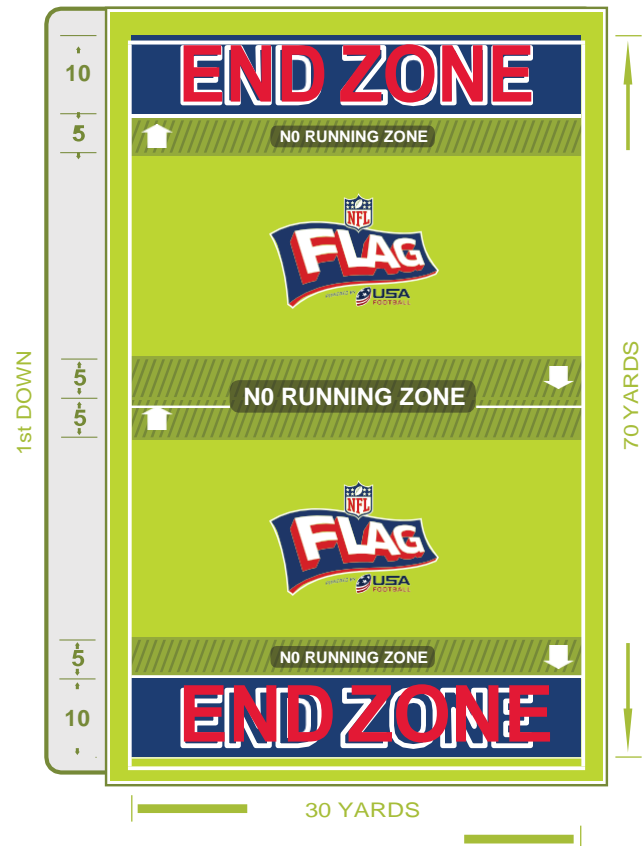 10
END ZONE
5
N0 RUNNING ZONE
NFL
FLAG
USA
FOOTBALL
1st DOWN
5
5
N0 RUNNING ZONE
70 YARDS
NFL
FLAG
USA
FOOTBALL
5
N0 RUNNING ZONE
10
END ZONE
30 YARDS